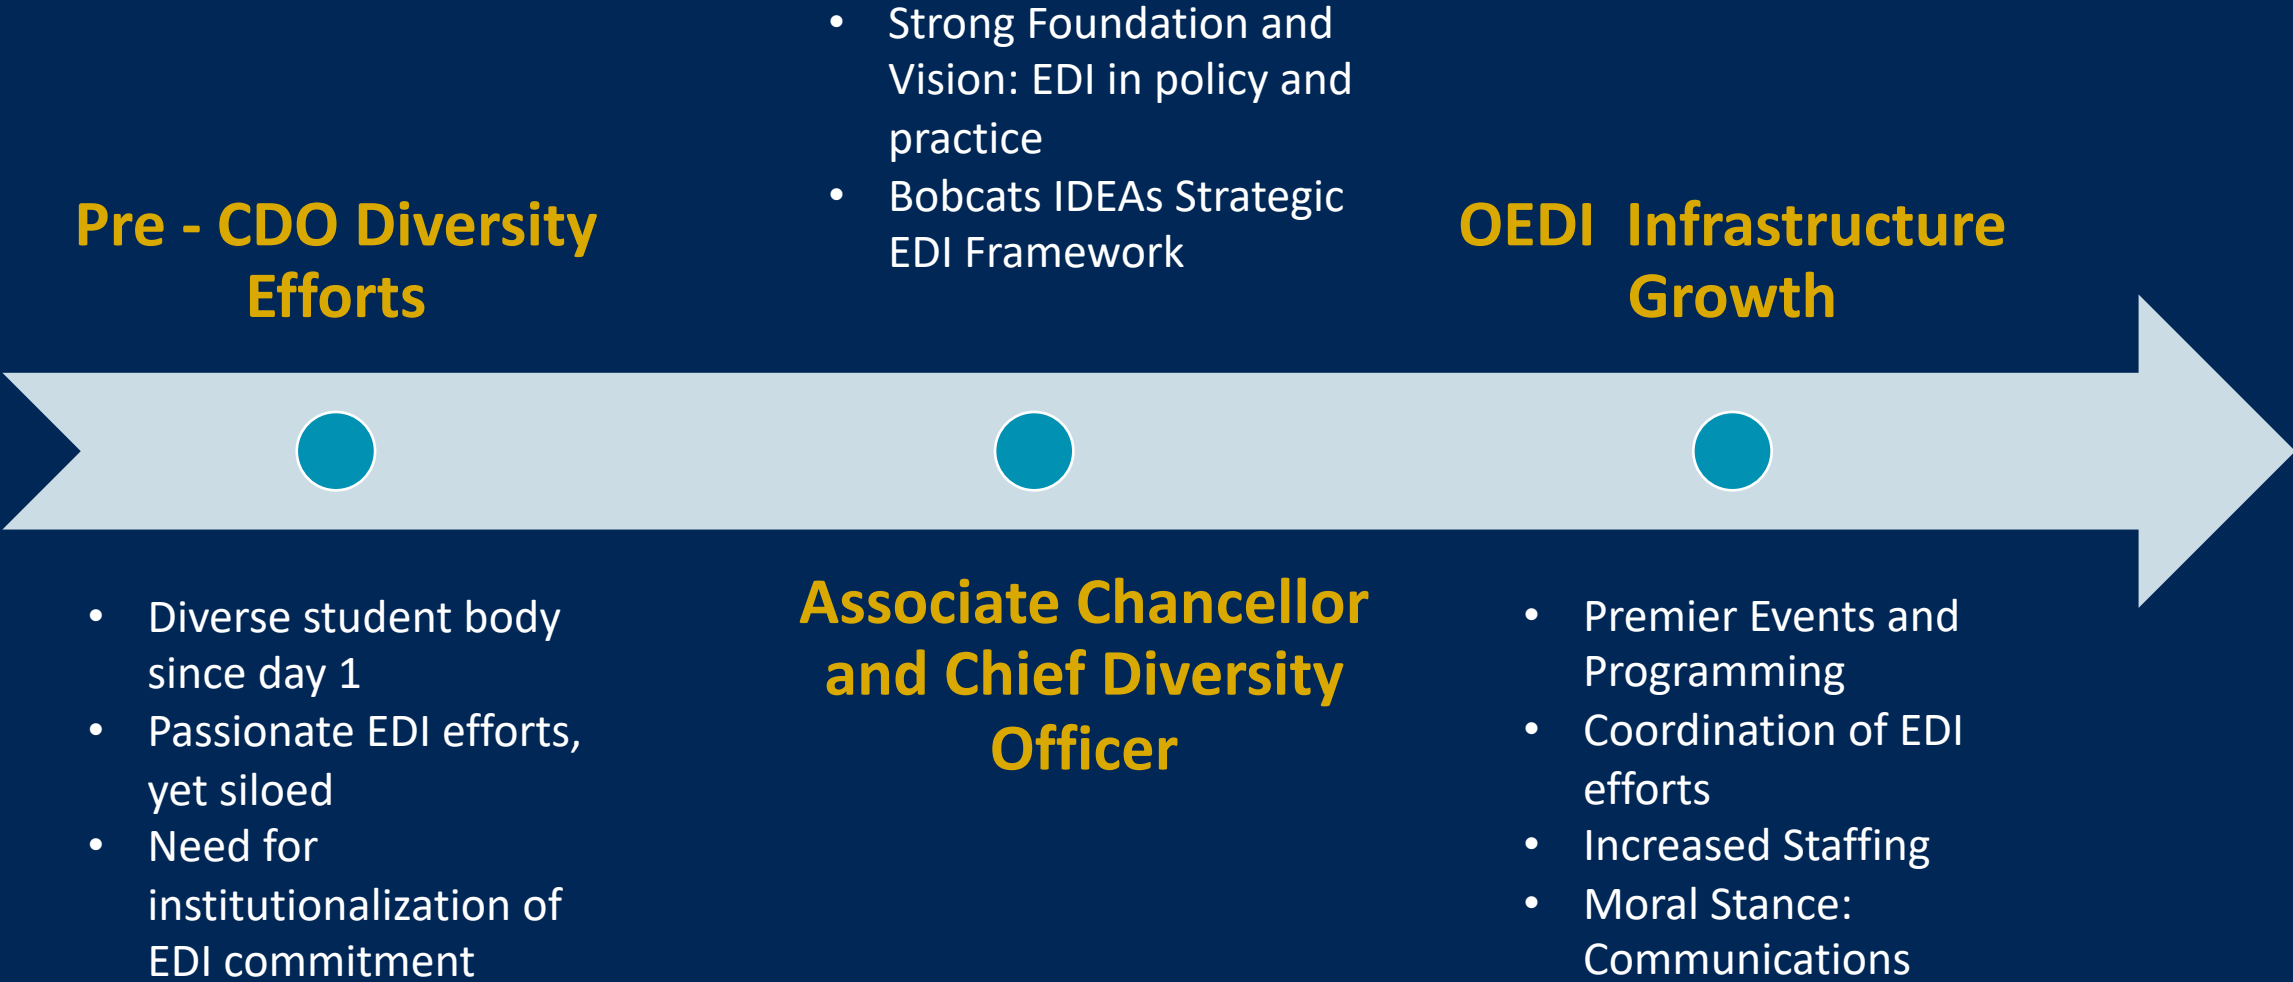 Pre - CDO Diversity
Efforts
• Diverse student body
since day 1
• Passionate EDI efforts,
yet siloed
• Need for
institutionalization of
EDI commitment
• Strong Foundation and
Vision: EDI in policy and
practice
• Bobcats IDEAs Strategic
EDI Framework
Associate Chancellor
and Chief Diversity
Officer
OEDI Infrastructure
Growth
• Premier Events and
Programming
• Coordination of EDI
efforts
• Increased Staffing
• Moral Stance:
Communications